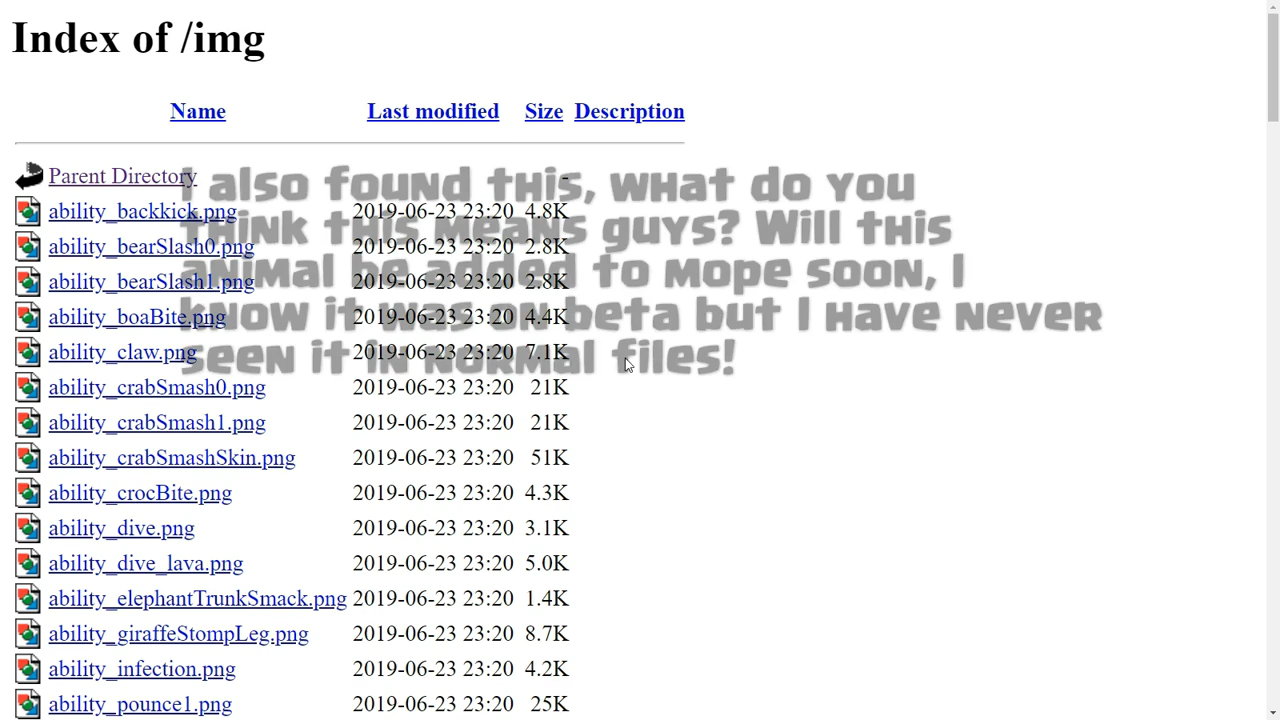 Index of /img
Name Last modified Size Description
Parent Directory -
I also found this, what do you
ability_backkick.png 2019-06-23 23:20 4.8K
think this means guys? Will this
ability_bearSlash0.png 2019-06-23 23:20 2.8K
animal be added to mope soon, I
ability_bearSlash1.png 2019-06-23 23:20 2.8K
know it was on beta but I have never
ability_boaBite.png 2019-06-23 23:20 4.4K
seen it in normal files!
ability_claw.png 2019-06-23 23:20 7.1K
ability_crabSmash0.png 2019-06-23 23:20 21K
ability_crabSmash1.png 2019-06-23 23:20 21K
ability_crabSmashSkin.png 2019-06-23 23:20 51K
ability_crocBite.png 2019-06-23 23:20 4.3K
ability_dive.png 2019-06-23 23:20 3.1K
ability_dive_lava.png 2019-06-23 23:20 5.0K
ability_elephantTrunkSmack.png 2019-06-23 23:20 1.4K
ability_giraffeStompLeg.png 2019-06-23 23:20 8.7K
ability_infection.png 2019-06-23 23:20 4.2K
ability_pounce1.png 2019-06-23 23:20 25K